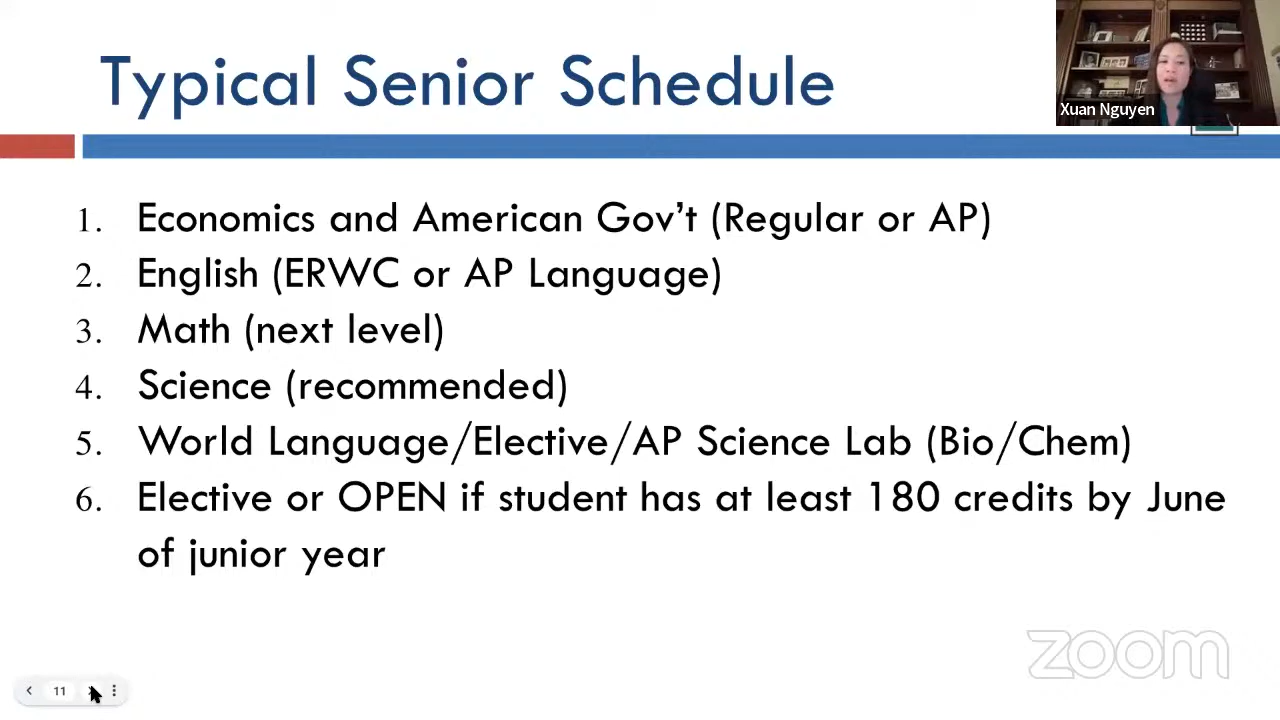 Typical Senior Schedule
Xuan Nguyen
1. Economics and American Gov't (Regular or AP)
2. English (ERWC or AP Language)
3. Math (next level)
4. Science (recommended)
5. World Language/Elective/AP Science Lab (Bio/Chem)
6. Elective or OPEN if student has at least 180 credits by June
of junior year
zoom
11